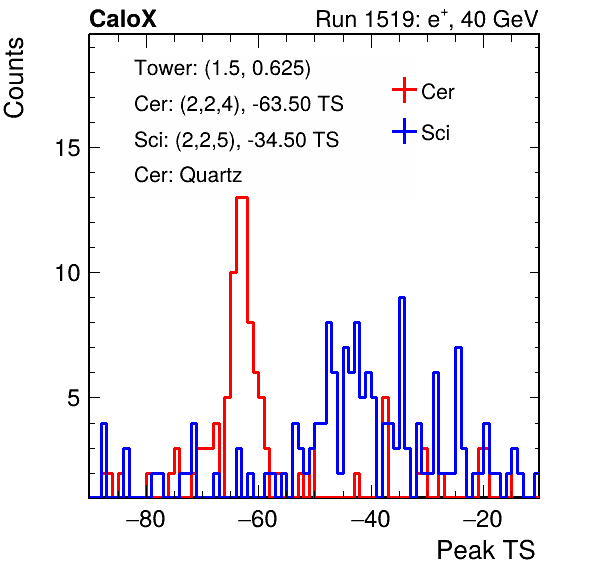 CaloX Run 1519: e⁺, 40 GeV
Counts
Tower: (1.5, 0.625)
Cer: (2,2,4), -63.50 TS
Sci: (2,2,5), -34.50 TS
Cer: Quartz
Cer
Sci
15
10
5
−80 −60 −40 −20
Peak TS